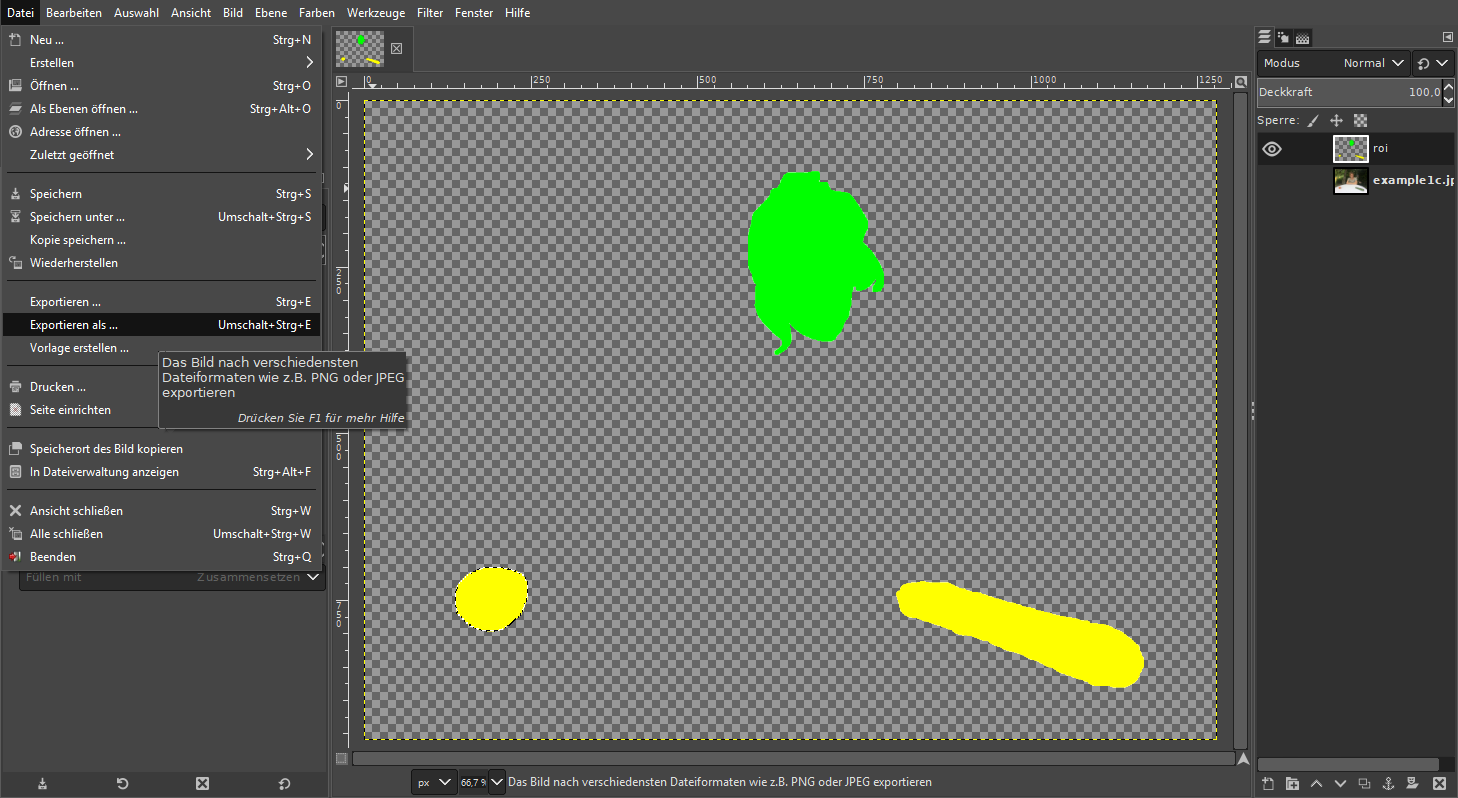 Datei Bearbeiten Auswahl Ansicht Bild Ebene Farben Werkzeuge Filter Fenster Hilfe
Neu ... Strg+N
Erstellen
Öffnen ... Strg+O
Als Ebenen öffnen ... Strg+Alt+O
Adresse öffnen ...
Zuletzt geöffnet
Speichern Strg+S
Speichern unter ... Umschalt+Strg+S
Kopie speichern ...
Wiederherstellen
Exportieren ... Strg+E
Exportieren als ... Umschalt+Strg+E
Vorlage erstellen ...
Das Bild nach verschiedensten
Dateiformaten wie z.B. PNG oder JPEG
exportieren
Drücken Sie F1 für mehr Hilfe
Drucken ...
Seite einrichten
Speicherort des Bild kopieren
In Dateiverwaltung anzeigen Strg+Alt+F
Ansicht schließen Strg+W
Alle schließen Umschalt+Strg+W
Beenden Strg+Q
Füllen mit Zusammensetzen
0 250 500 750 1000 1250
0
250
500
750
px 66,7 % Das Bild nach verschiedensten Dateiformaten wie z.B. PNG oder JPEG exportieren
Modus Normal
Deckkraft 100,0
Sperre:
roi
example1c.jp